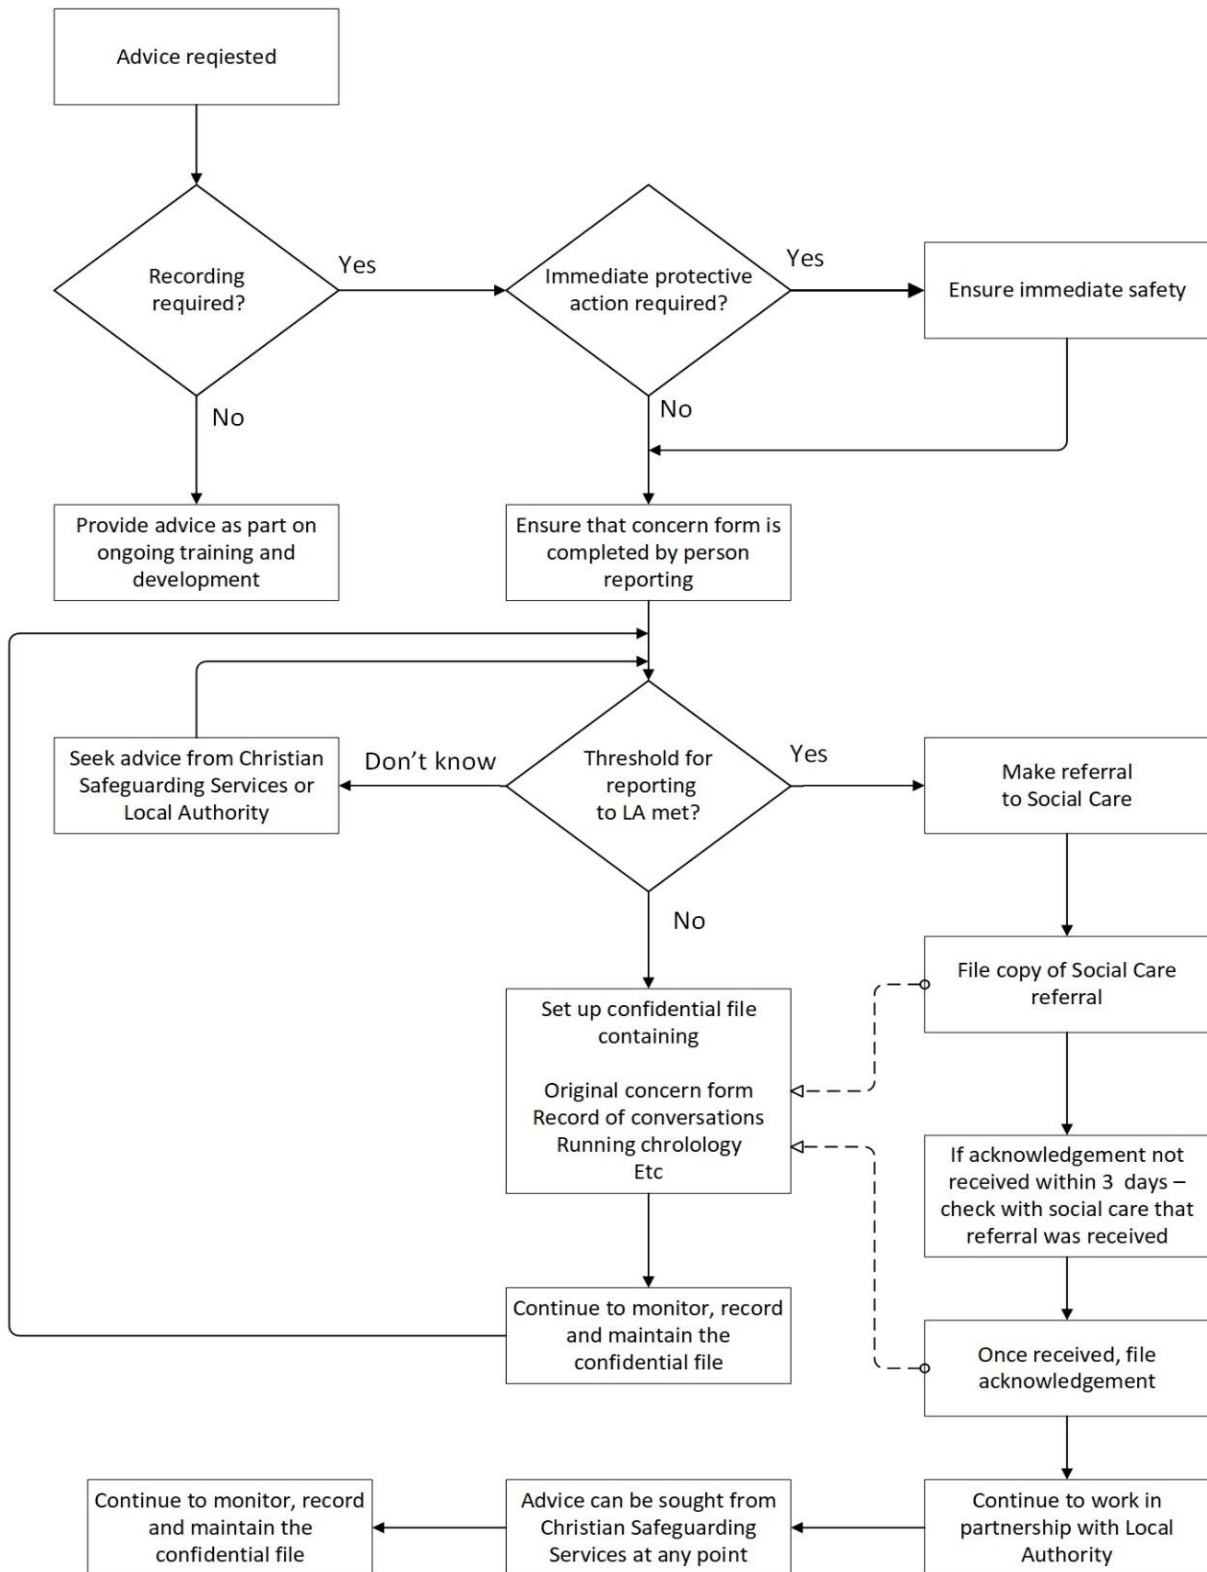 Advice reqiested
Recording
required?
Yes
No
Immediate protective
action required?
Yes
No
Ensure immediate safety
Provide advice as part on
ongoing training and
development
Ensure that concern form is
completed by person
reporting
Seek advice from Christian
Safeguarding Services or
Local Authority
Don’t know
Threshold for
reporting
to LA met?
Yes
No
Make referral
to Social Care
File copy of Social Care
referral
Set up confidential file
containing
Original concern form
Record of conversations
Running chrolology
Etc
If acknowledgement not
received within 3 days –
check with social care that
referral was received
Continue to monitor, record
and maintain the
confidential file
Once received, file
acknowledgement
Continue to work in
partnership with Local
Authority
Advice can be sought from
Christian Safeguarding
Services at any point
Continue to monitor, record
and maintain the
confidential file